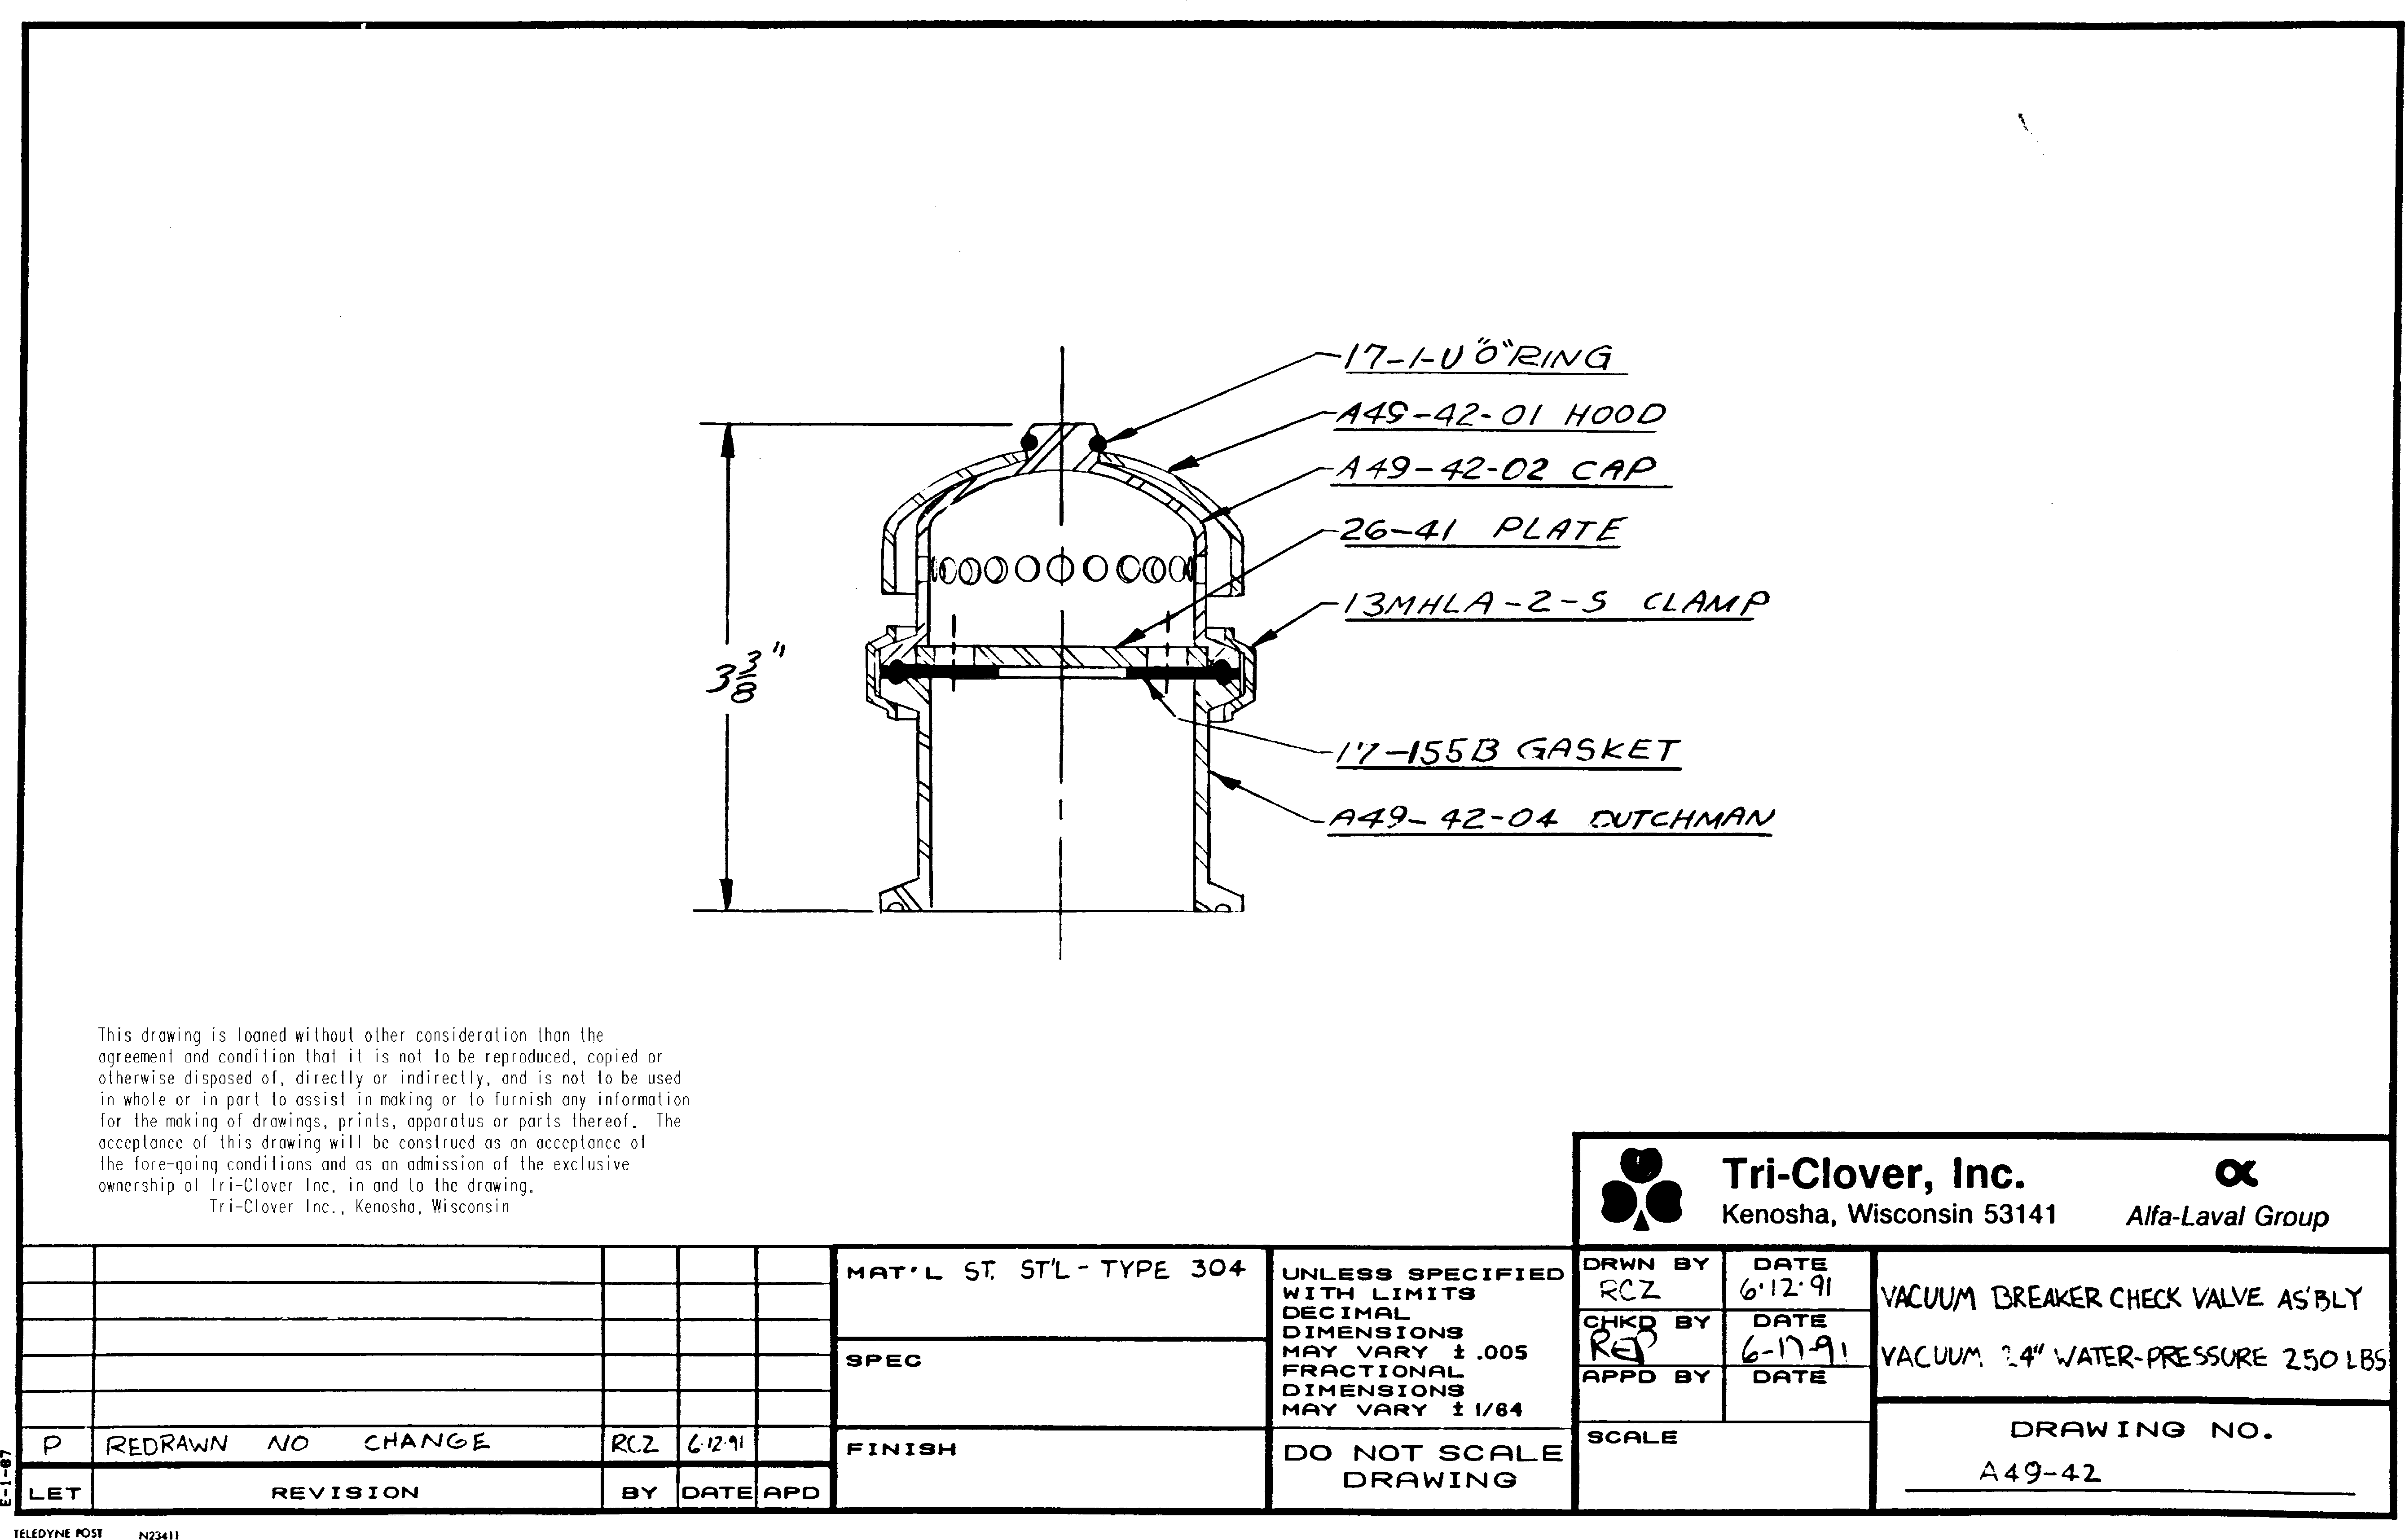 17-1-U "O" RING
A49-42-01 HOOD
A49-42-02 CAP
26-41 PLATE
13MHLA-2-S CLAMP
3 3/8"
17-155B GASKET
A49-42-04 DUTCHMAN
This drawing is loaned without other consideration than the
agreement and condition that it is not to be reproduced, copied or
otherwise disposed of, directly or indirectly, and is not to be used
in whole or in part to assist in making or to furnish any information
for the making of drawings, prints, apparatus or parts thereof. The
acceptance of this drawing will be construed as an acceptance of
the fore-going conditions and as an admission of the exclusive
ownership of Tri-Clover Inc. in and to the drawing.
Tri-Clover Inc., Kenosha, Wisconsin
Tri-Clover, Inc.
Kenosha, Wisconsin 53141
Alfa-Laval Group
P REDRAWN NO CHANGE RCZ 6·12·91
LET REVISION BY DATE APD
MAT'L ST. ST'L - TYPE 304
SPEC
FINISH
UNLESS SPECIFIED
WITH LIMITS
DECIMAL
DIMENSIONS
MAY VARY ± .005
FRACTIONAL
DIMENSIONS
MAY VARY ± 1/64
DO NOT SCALE
DRAWING
DRWN BY DATE
RCZ 6·12·91
CHKD BY DATE
REP 6-17-91
APPD BY DATE
SCALE
VACUUM BREAKER CHECK VALVE AS'BLY
VACUUM WATER-PRESSURE 250 LBS
DRAWING NO.
A49-42
E-1-87
TELEDYNE POST N23411